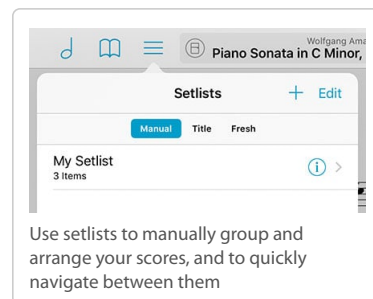 Wolfgang Ama
Piano Sonata in C Minor,
Setlists
Edit
Manual Title Fresh
My Setlist
3 Items
Use setlists to manually group and
arrange your scores, and to quickly
navigate between them